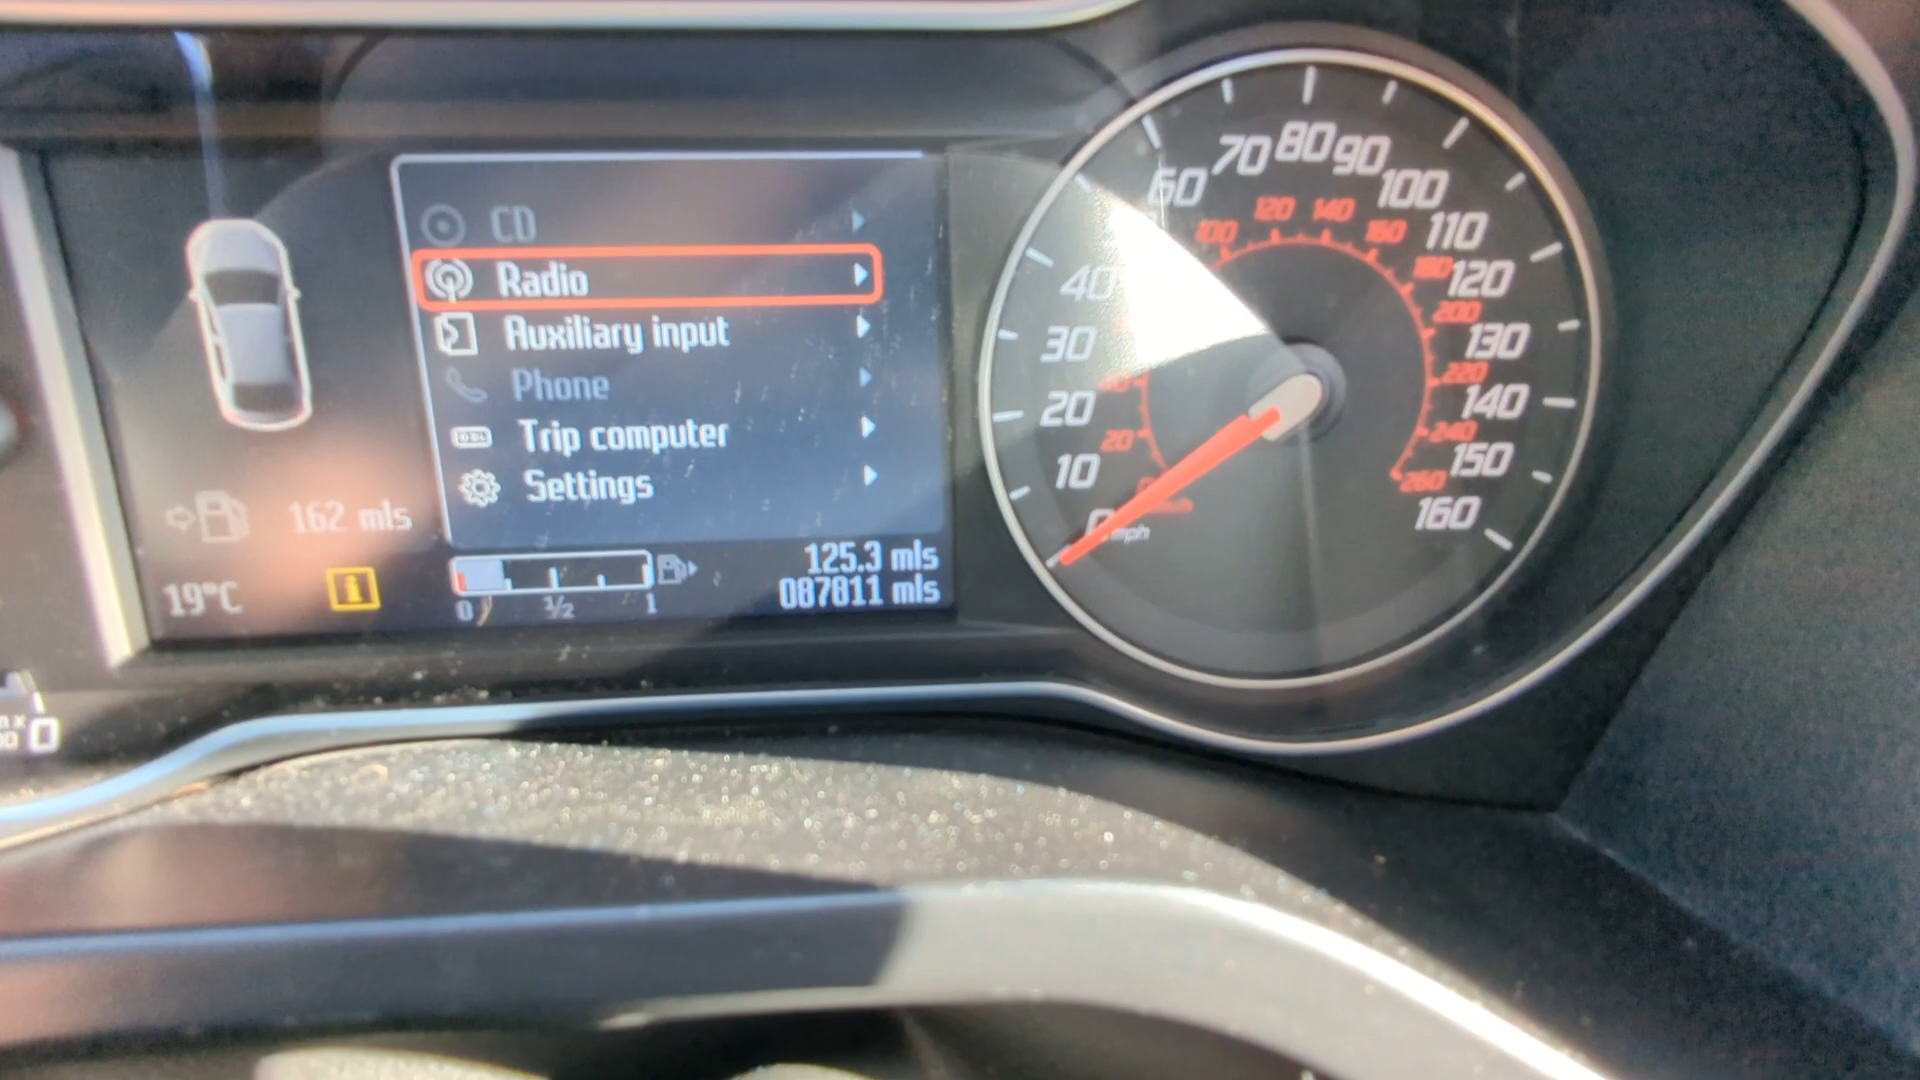 CD
Radio
Auxiliary input
Phone
Trip computer
Settings
162 mls
19°C
0 ½ 1
125.3 mls
087811 mls
0 mph
10
20
30
40
60
70
80
90
100
110
120
130
140
150
160
20
40
100
120
140
160
180
200
220
240
260
0